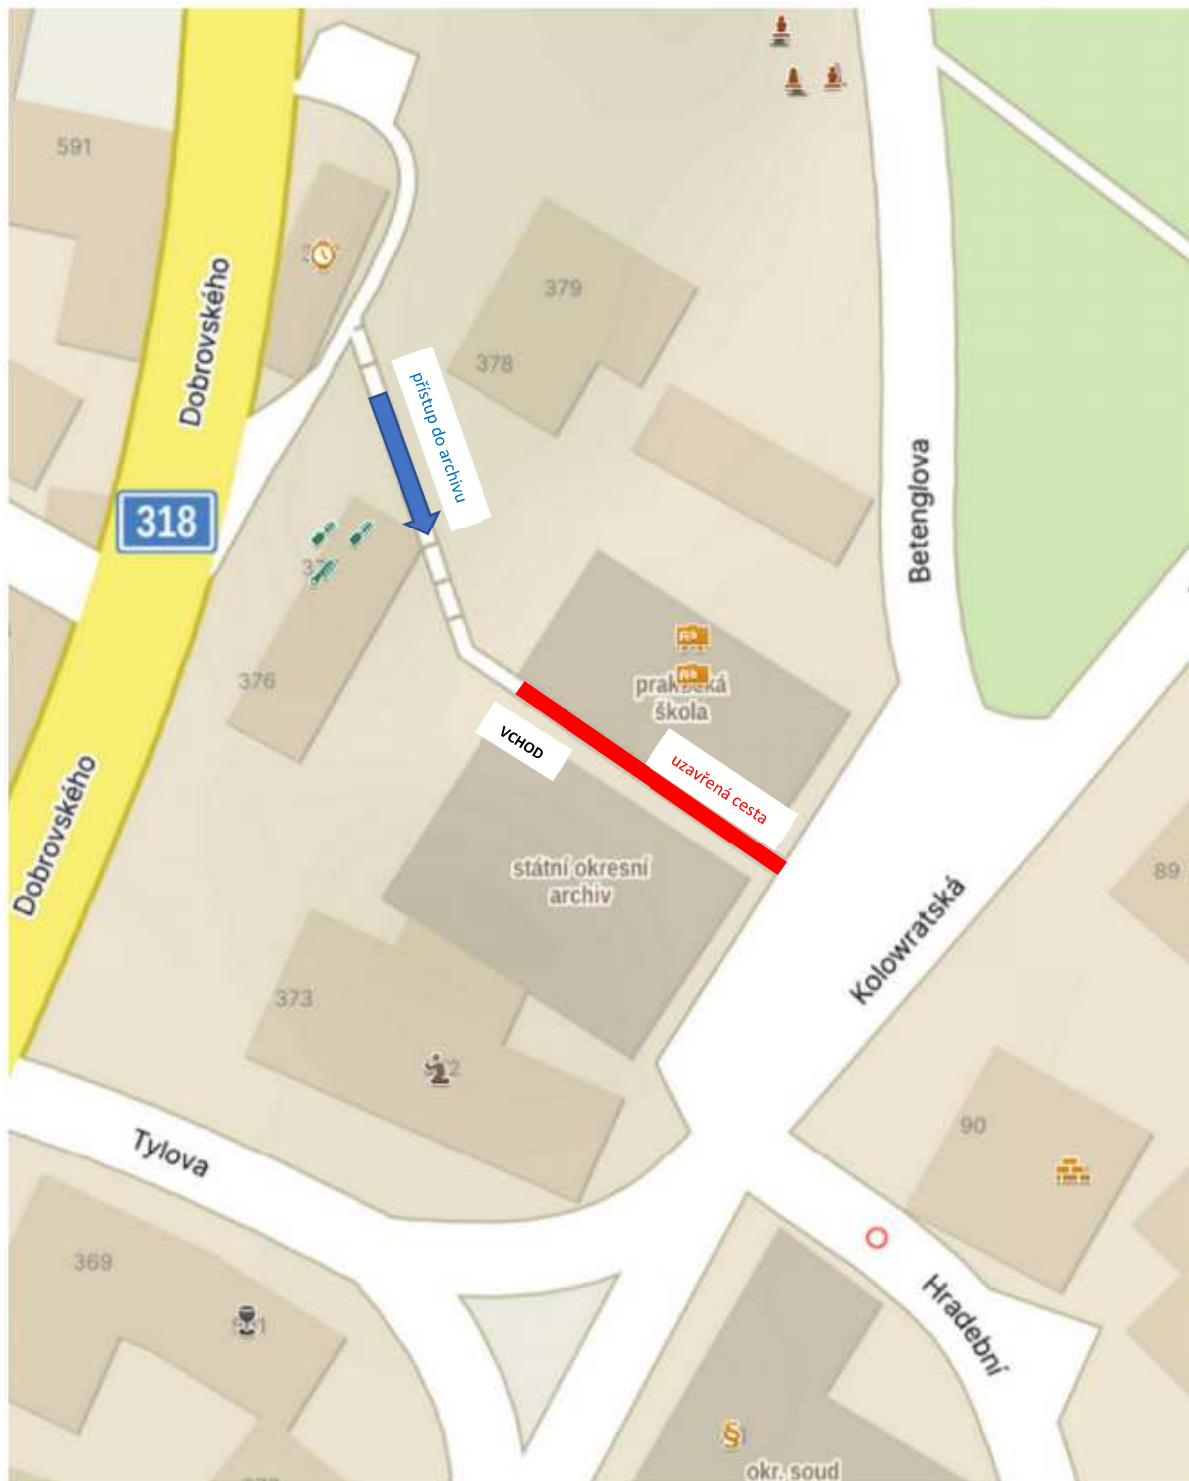 591
Dobrovského
379
378
přístup do archivu
318
Betenglova
376
škola
VCHOD
uzavřená cesta
Dobrovského
státní okresní
archiv
89
Kolowratská
373
90
Tylova
369
Hradební
okr. soud